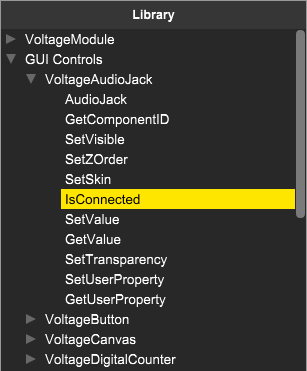 Library
VoltageModule
GUI Controls
VoltageAudioJack
AudioJack
GetComponentID
SetVisible
SetZOrder
SetSkin
IsConnected
SetValue
GetValue
SetTransparency
SetUserProperty
GetUserProperty
VoltageButton
VoltageCanvas
VoltageDigitalCounter